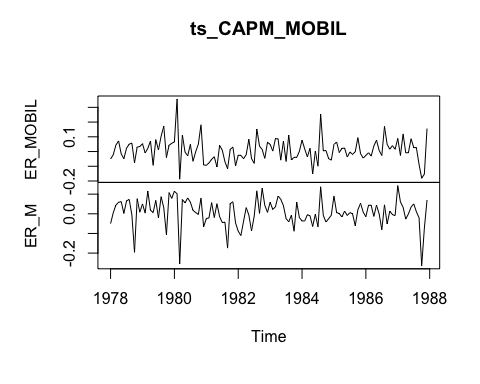 ts_CAPM_MOBIL
ER_MOBIL
0.1
-0.2
ER_M
0.0
-0.2
1978 1980 1982 1984 1986 1988
Time